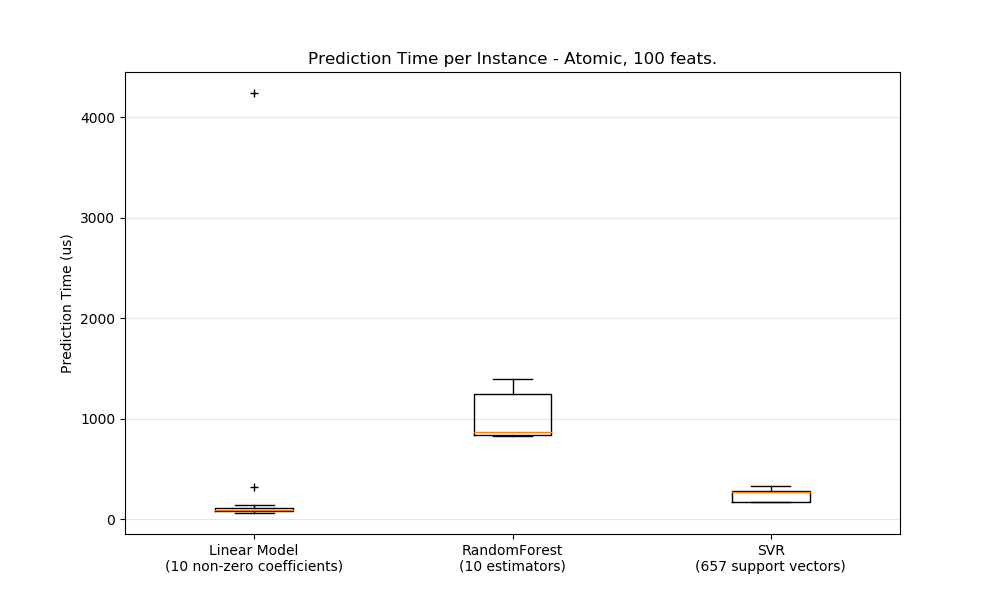 Prediction Time per Instance - Atomic, 100 feats.
Prediction Time (us)
4000
3000
2000
1000
0
Linear Model
(10 non-zero coefficients)
RandomForest
(10 estimators)
SVR
(657 support vectors)